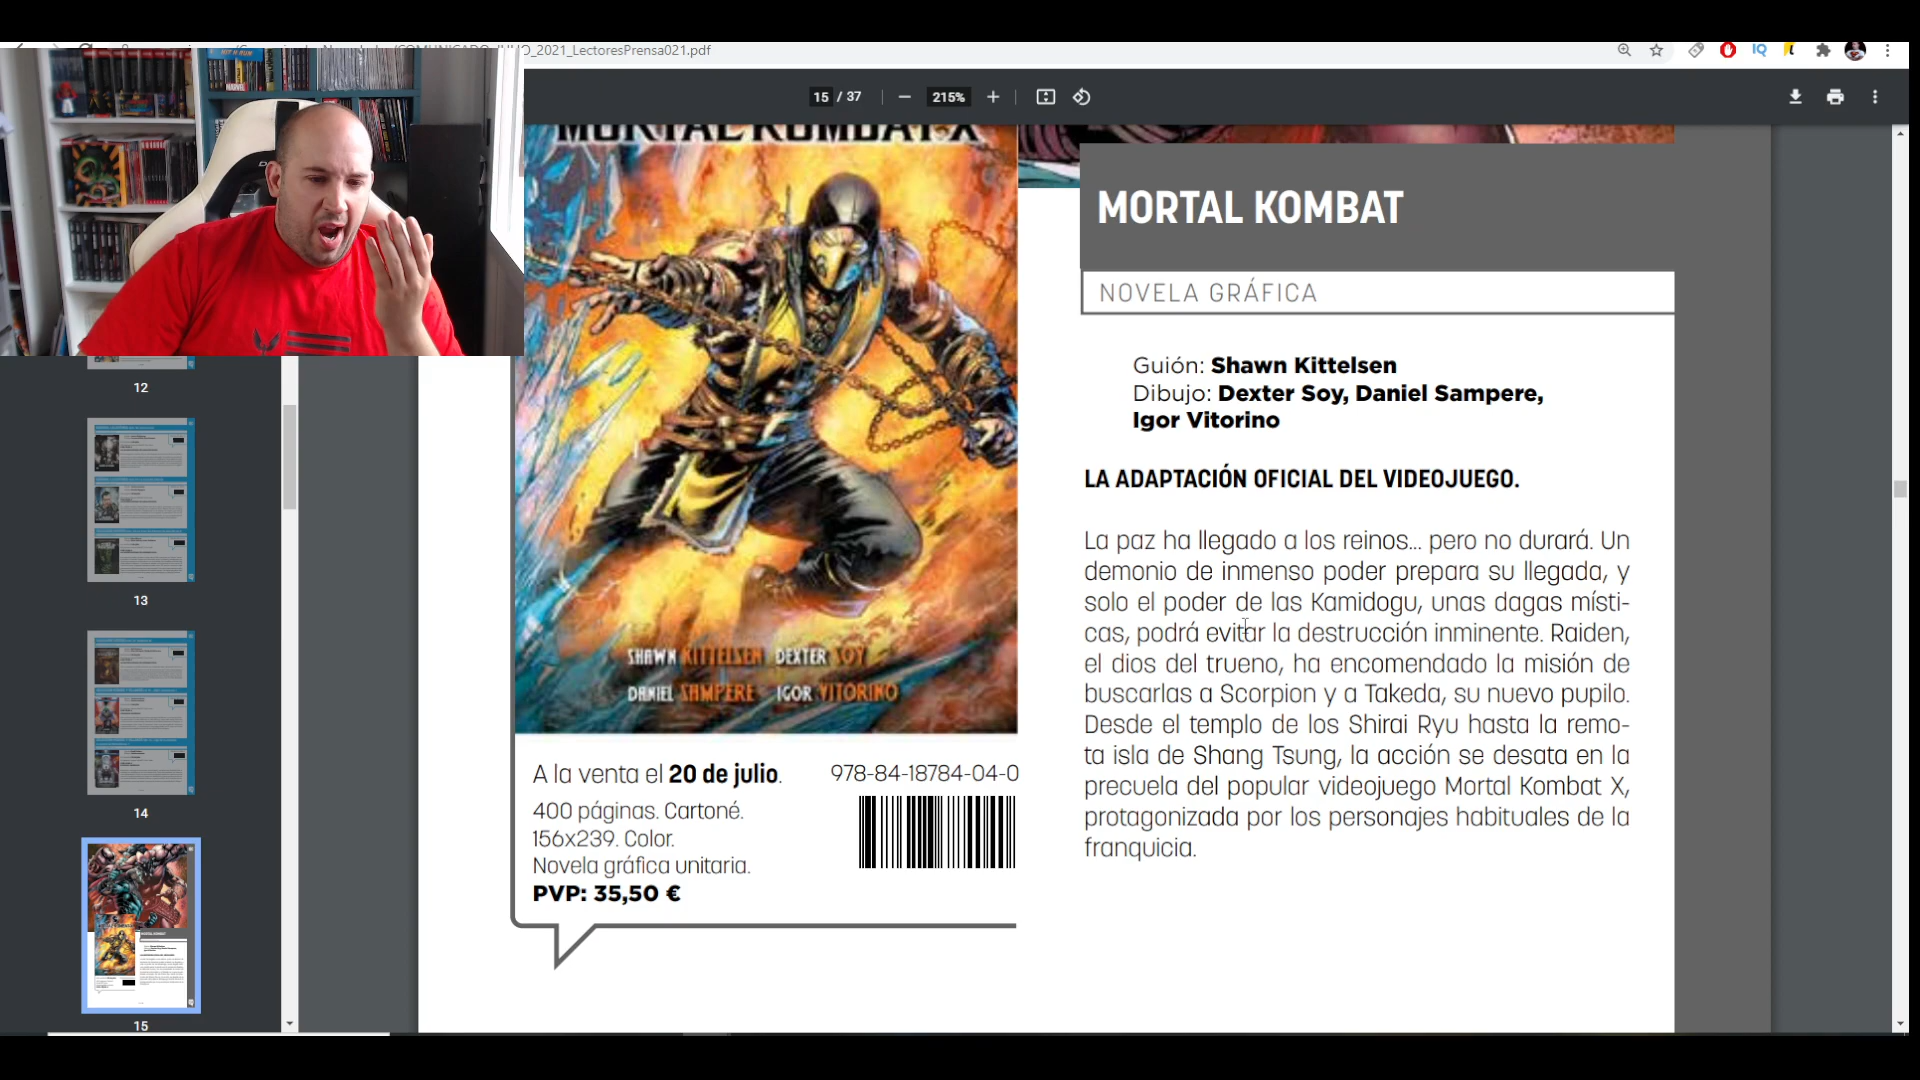 _2021_LectoresPrensa021.pdf
15 / 37
215%
MORTAL KOMBAT X
MORTAL KOMBAT
NOVELA GRÁFICA
Guión: Shawn Kittelsen
Dibujo: Dexter Soy, Daniel Sampere,
Igor Vitorino
LA ADAPTACIÓN OFICIAL DEL VIDEOJUEGO.
La paz ha llegado a los reinos... pero no durará. Un
demonio de inmenso poder prepara su llegada, y
solo el poder de las Kamidogu, unas dagas místi-
cas, podrá evitar la destrucción inminente. Raiden,
el dios del trueno, ha encomendado la misión de
buscarlas a Scorpion y a Takeda, su nuevo pupilo.
Desde el templo de los Shirai Ryu hasta la remo-
ta isla de Shang Tsung, la acción se desata en la
precuela del popular videojuego Mortal Kombat X,
protagonizada por los personajes habituales de la
franquicia.
SHAWN KITTELSEN DEXTER SOY
DANIEL SAMPERE IGOR VITORINO
A la venta el 20 de julio.
978-84-18784-04-0
400 páginas. Cartoné.
156x239. Color.
Novela gráfica unitaria.
PVP: 35,50 €
12
13
14
15
IQ